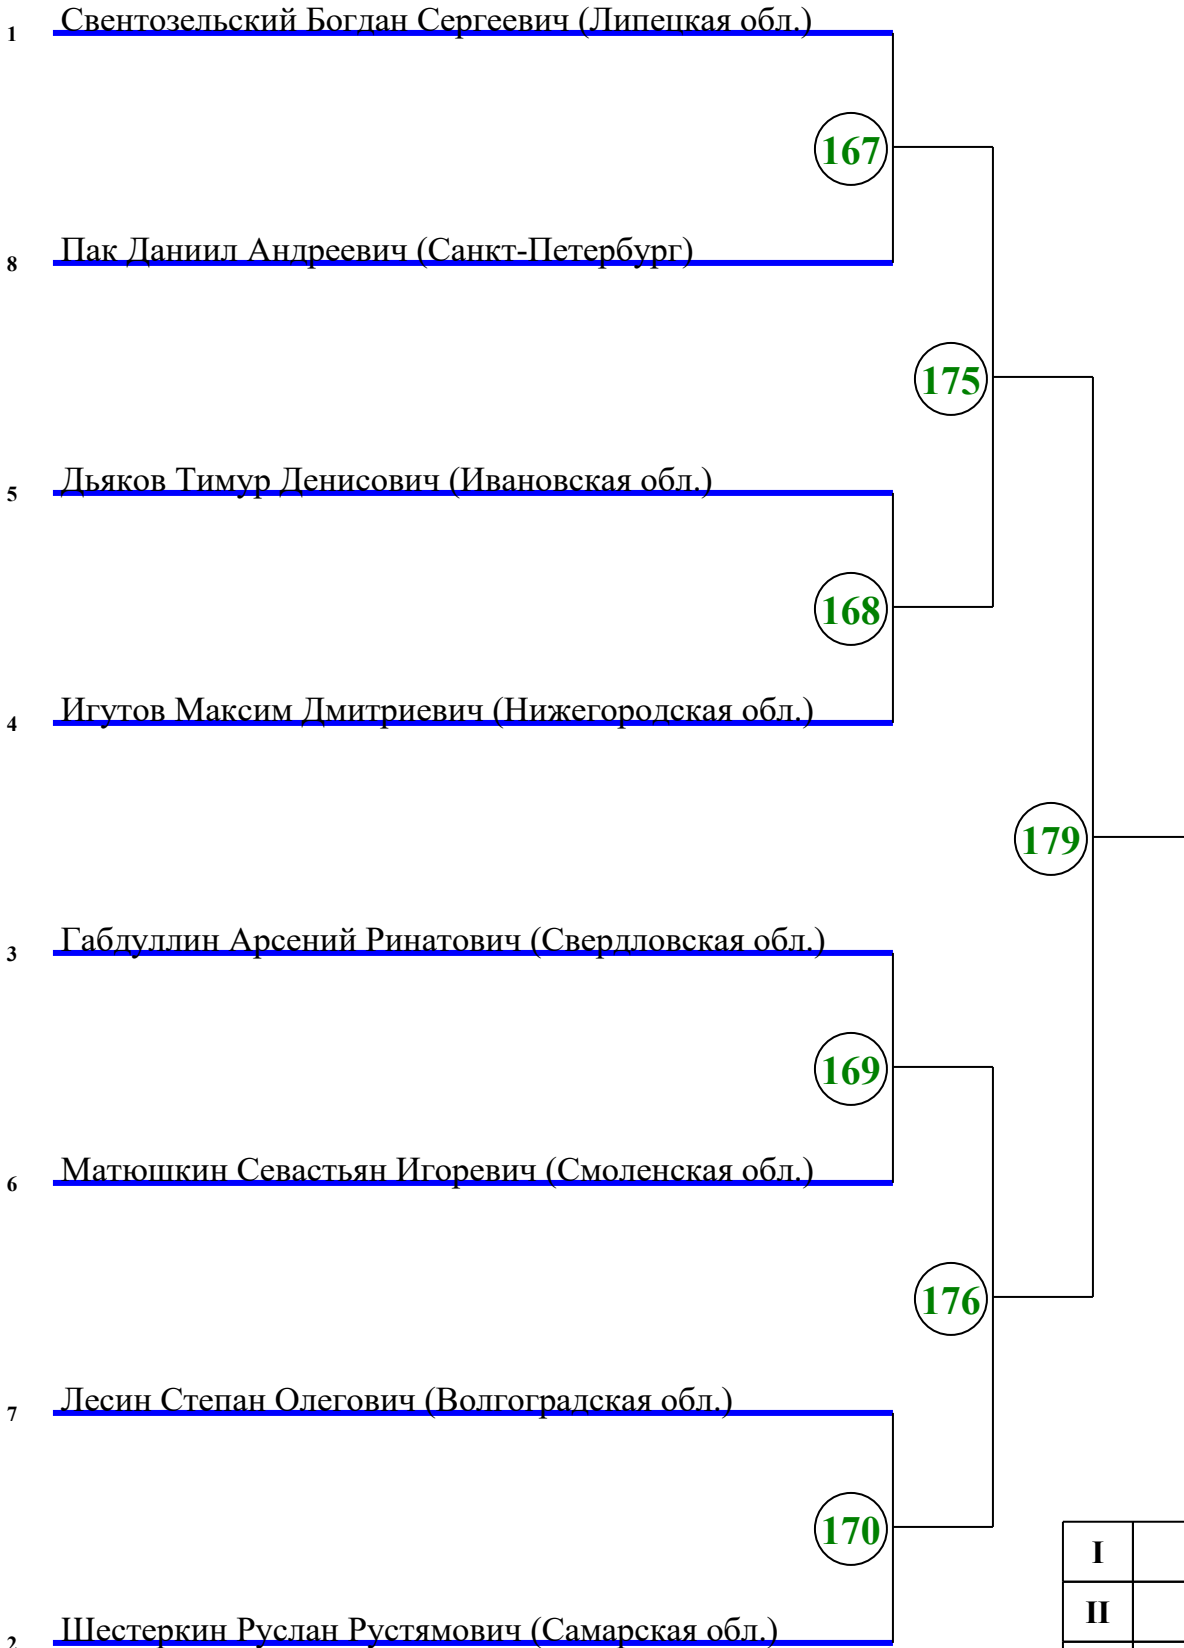 1 Свентозельский Богдан Сергеевич (Липецкая обл.)
167
8 Пак Даниил Андреевич (Санкт-Петербург)
175
5 Дьяков Тимур Денисович (Ивановская обл.)
168
4 Игутов Максим Дмитриевич (Нижегородская обл.)
179
3 Габдуллин Арсений Ринатович (Свердловская обл.)
169
6 Матюшкин Севастьян Игоревич (Смоленская обл.)
176
7 Лесин Степан Олегович (Волгоградская обл.)
170
I
II
2 Шестеркин Руслан Рустямович (Самарская обл.)